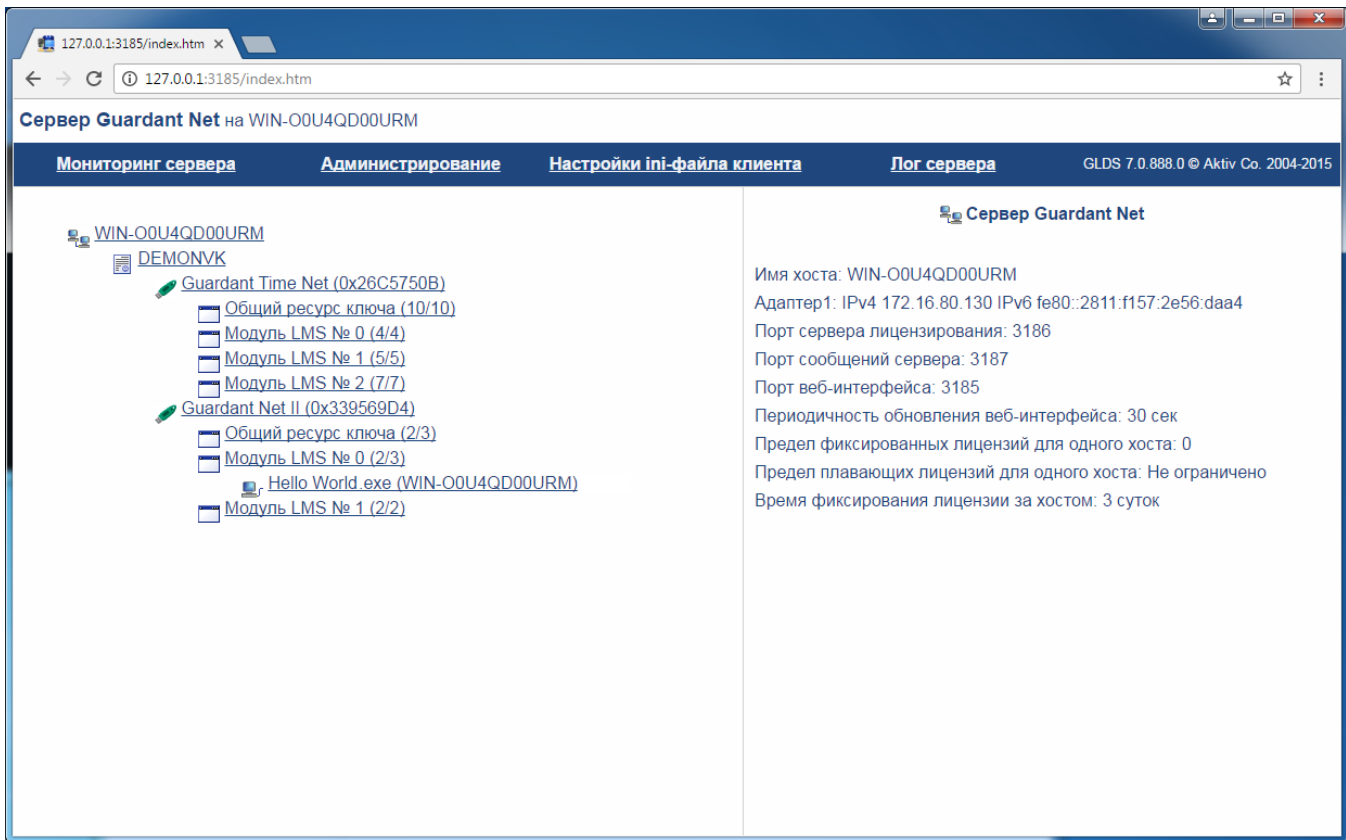 127.0.0.1:3185/index.htm
127.0.0.1:3185/index.htm
Сервер Guardant Net на WIN-O0U4QD00URM
Мониторинг сервера Администрирование Настройки ini-файла клиента Лог сервера GLDS 7.0.888.0 © Aktiv Co. 2004-2015
WIN-O0U4QD00URM
DEMONVK
Guardant Time Net (0x26C5750B)
Общий ресурс ключа (10/10)
Модуль LMS № 0 (4/4)
Модуль LMS № 1 (5/5)
Модуль LMS № 2 (7/7)
Guardant Net II (0x339569D4)
Общий ресурс ключа (2/3)
Модуль LMS № 0 (2/3)
Hello World.exe (WIN-O0U4QD00URM)
Модуль LMS № 1 (2/2)
Сервер Guardant Net
Имя хоста: WIN-O0U4QD00URM
Адаптер1: IPv4 172.16.80.130 IPv6 fe80::2811:f157:2e56:daa4
Порт сервера лицензирования: 3186
Порт сообщений сервера: 3187
Порт веб-интерфейса: 3185
Периодичность обновления веб-интерфейса: 30 сек
Предел фиксированных лицензий для одного хоста: 0
Предел плавающих лицензий для одного хоста: Не ограничено
Время фиксирования лицензии за хостом: 3 суток